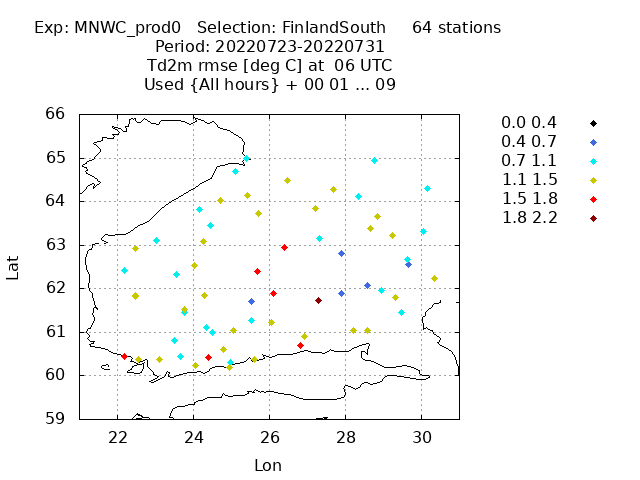 Exp: MNWC_prod0 Selection: FinlandSouth 64 stations
Period: 20220723-20220731
Td2m rmse [deg C] at 06 UTC
Used {All hours} + 00 01 ... 09
0.0 0.4
0.4 0.7
0.7 1.1
1.1 1.5
1.5 1.8
1.8 2.2
66
65
64
63
62
61
60
59
Lat
22 24 26 28 30
Lon